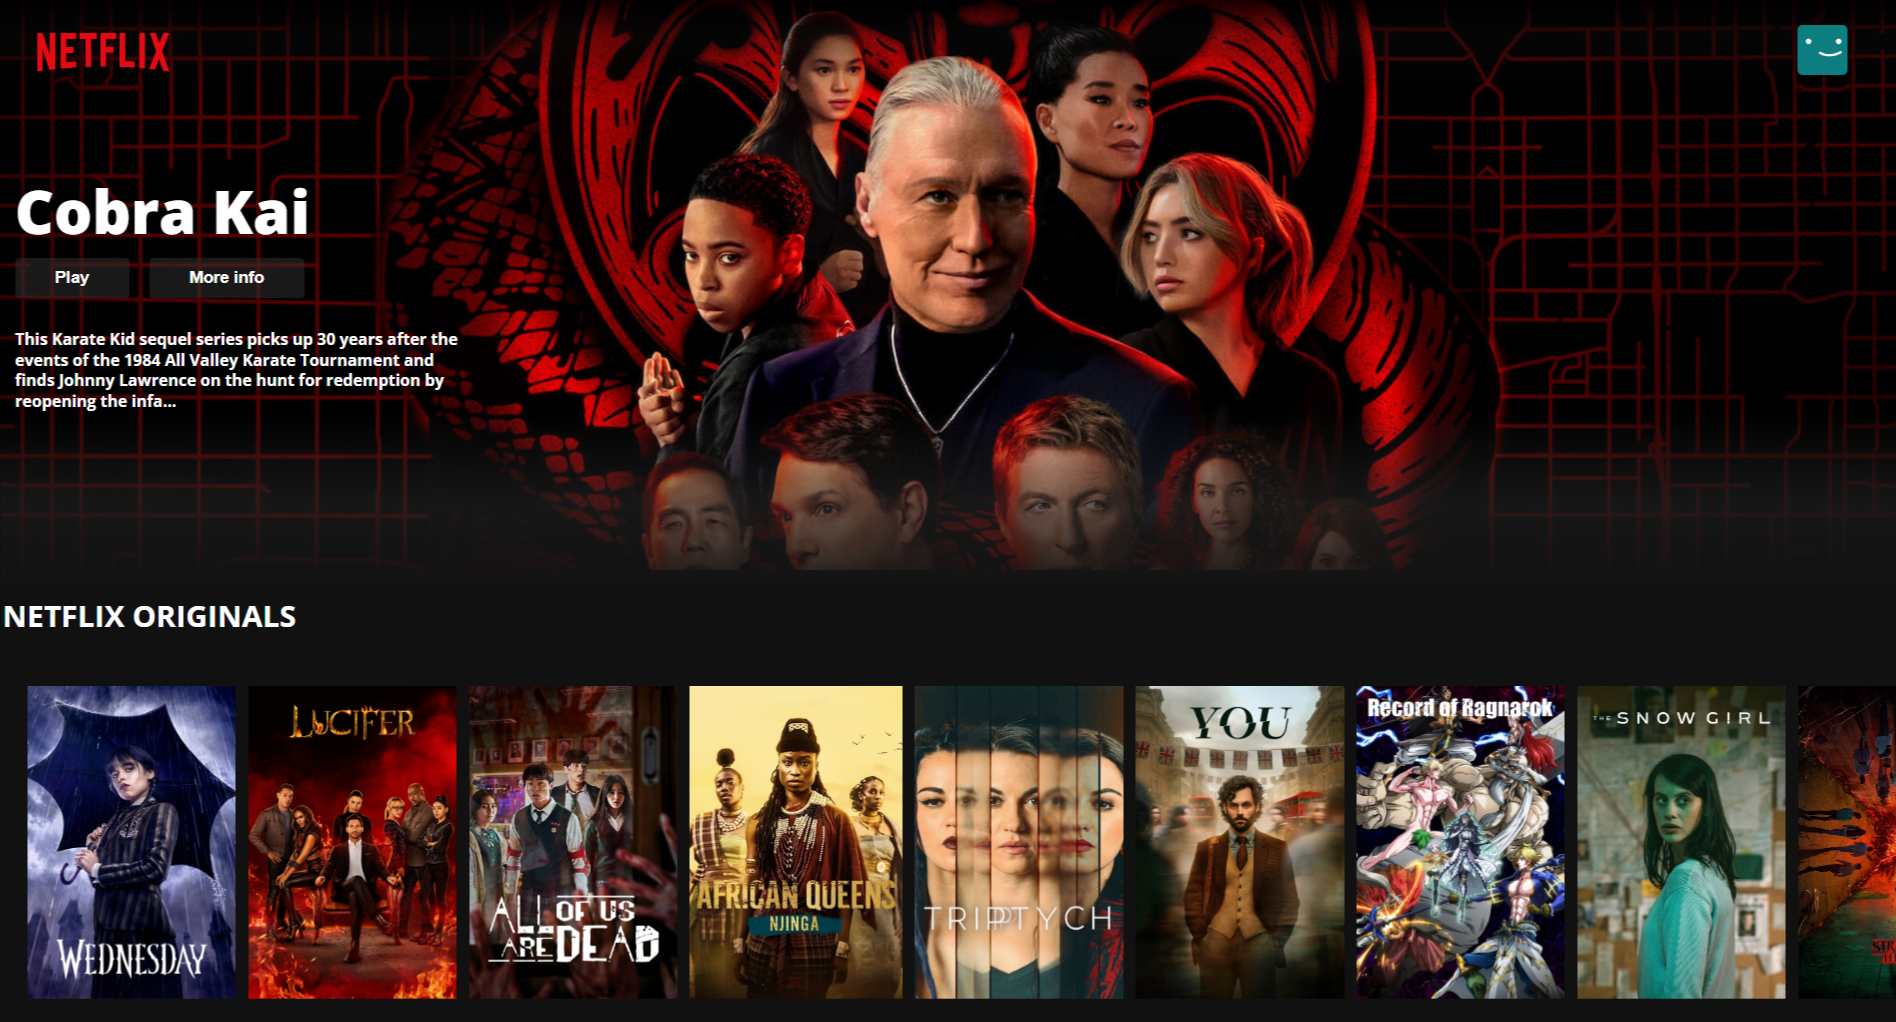 NETFLIX
Cobra Kai
Play
More info
This Karate Kid sequel series picks up 30 years after the
events of the 1984 All Valley Karate Tournament and
finds Johnny Lawrence on the hunt for redemption by
reopening the infa...
NETFLIX ORIGINALS
WEDNESDAY
LUCIFER
ALL OF US
ARE DEAD
AFRICAN QUEENS
NJINGA
TRIPTYCH
YOU
Record of Ragnarok
THE SNOW GIRL